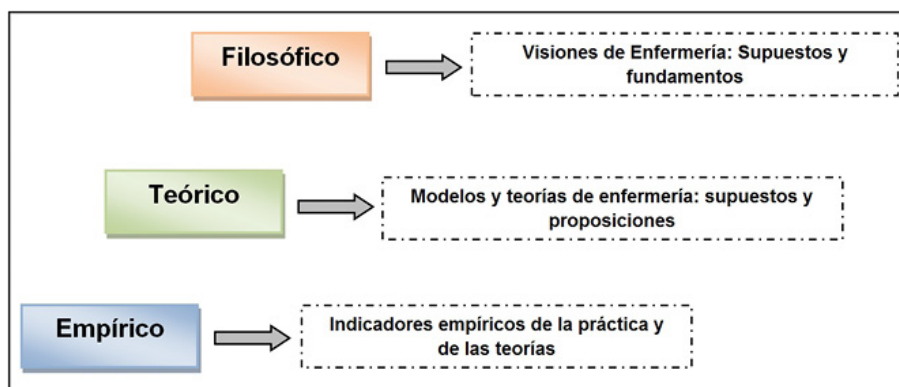 Filosófico
Visiones de Enfermería: Supuestos y
fundamentos
Teórico
Modelos y teorías de enfermería: supuestos y
proposiciones
Empírico
Indicadores empíricos de la práctica y
de las teorías